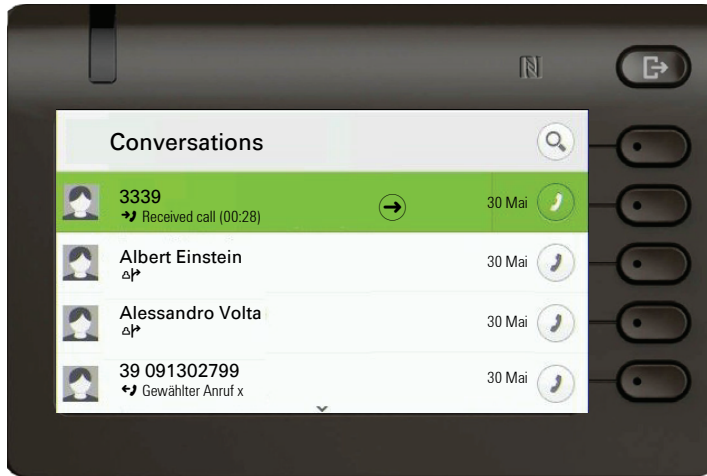 Conversations
3339
30 Mai
Received call (00:28)
Albert Einstein
30 Mai
Alessandro Volta
30 Mai
39 091302799
30 Mai
Gewählter Anruf x